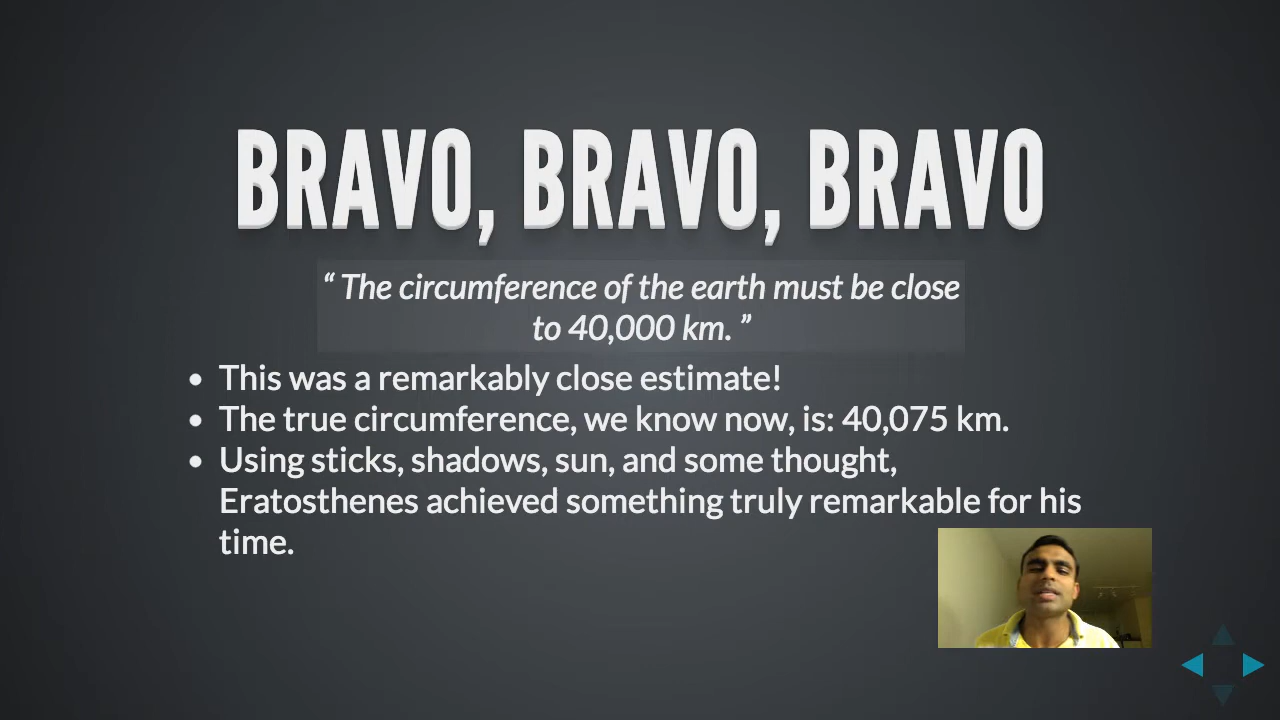 BRAVO, BRAVO, BRAVO
“ The circumference of the earth must be close
to 40,000 km. ”
• This was a remarkably close estimate!
• The true circumference, we know now, is: 40,075 km.
• Using sticks, shadows, sun, and some thought,
Eratosthenes achieved something truly remarkable for his
time.